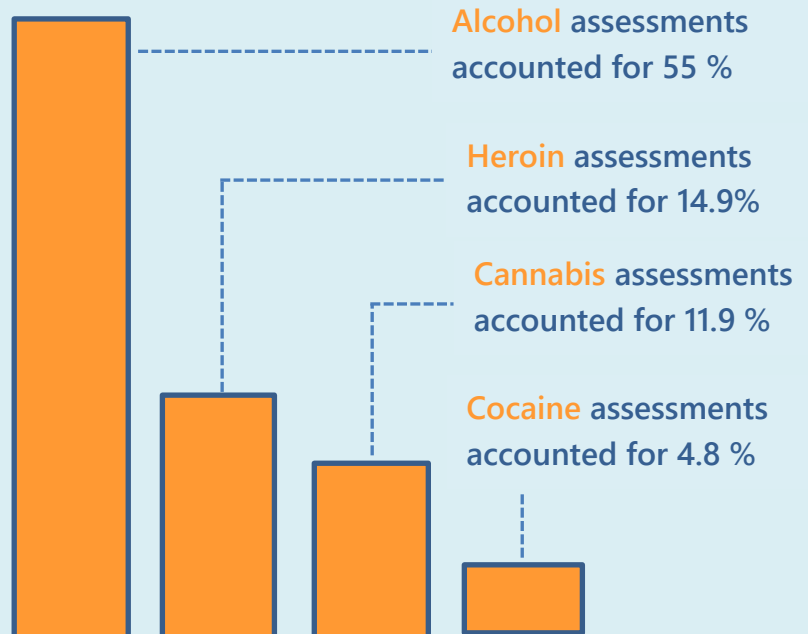 Alcohol assessments
accounted for 55 %
Heroin assessments
accounted for 14.9%
Cannabis assessments
accounted for 11.9 %
Cocaine assessments
accounted for 4.8 %